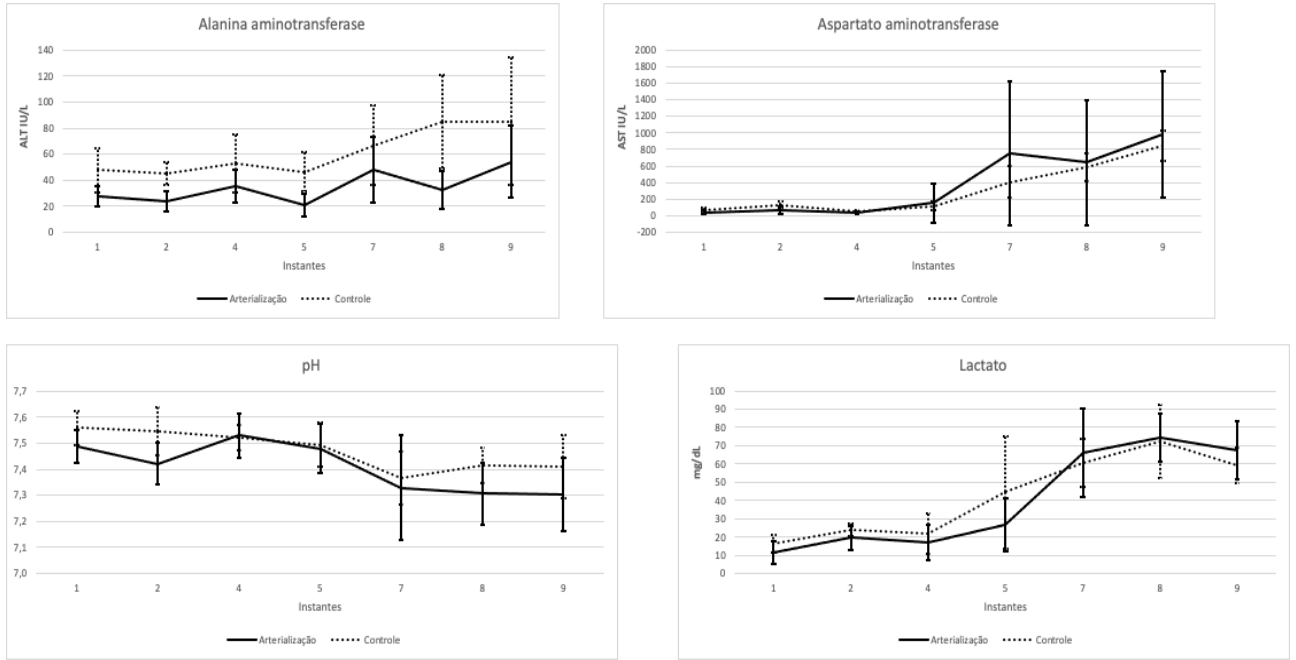 Alanina aminotransferase
140
120
100
80
60
40
20
0
ALT IU/L
1 2 4 5 7 8 9
Instantes
Arterialização Controle
Aspartato aminotransferase
2000
1800
1600
1400
1200
1000
800
600
400
200
0
-200
AST IU/L
1 2 4 5 7 8 9
Instantes
Arterialização Controle
pH
7,7
7,6
7,5
7,4
7,3
7,2
7,1
7,0
1 2 4 5 7 8 9
Instantes
Arterialização Controle
Lactato
100
90
80
70
60
50
40
30
20
10
0
mg/dL
1 2 4 5 7 8 9
Instantes
Arterialização Controle